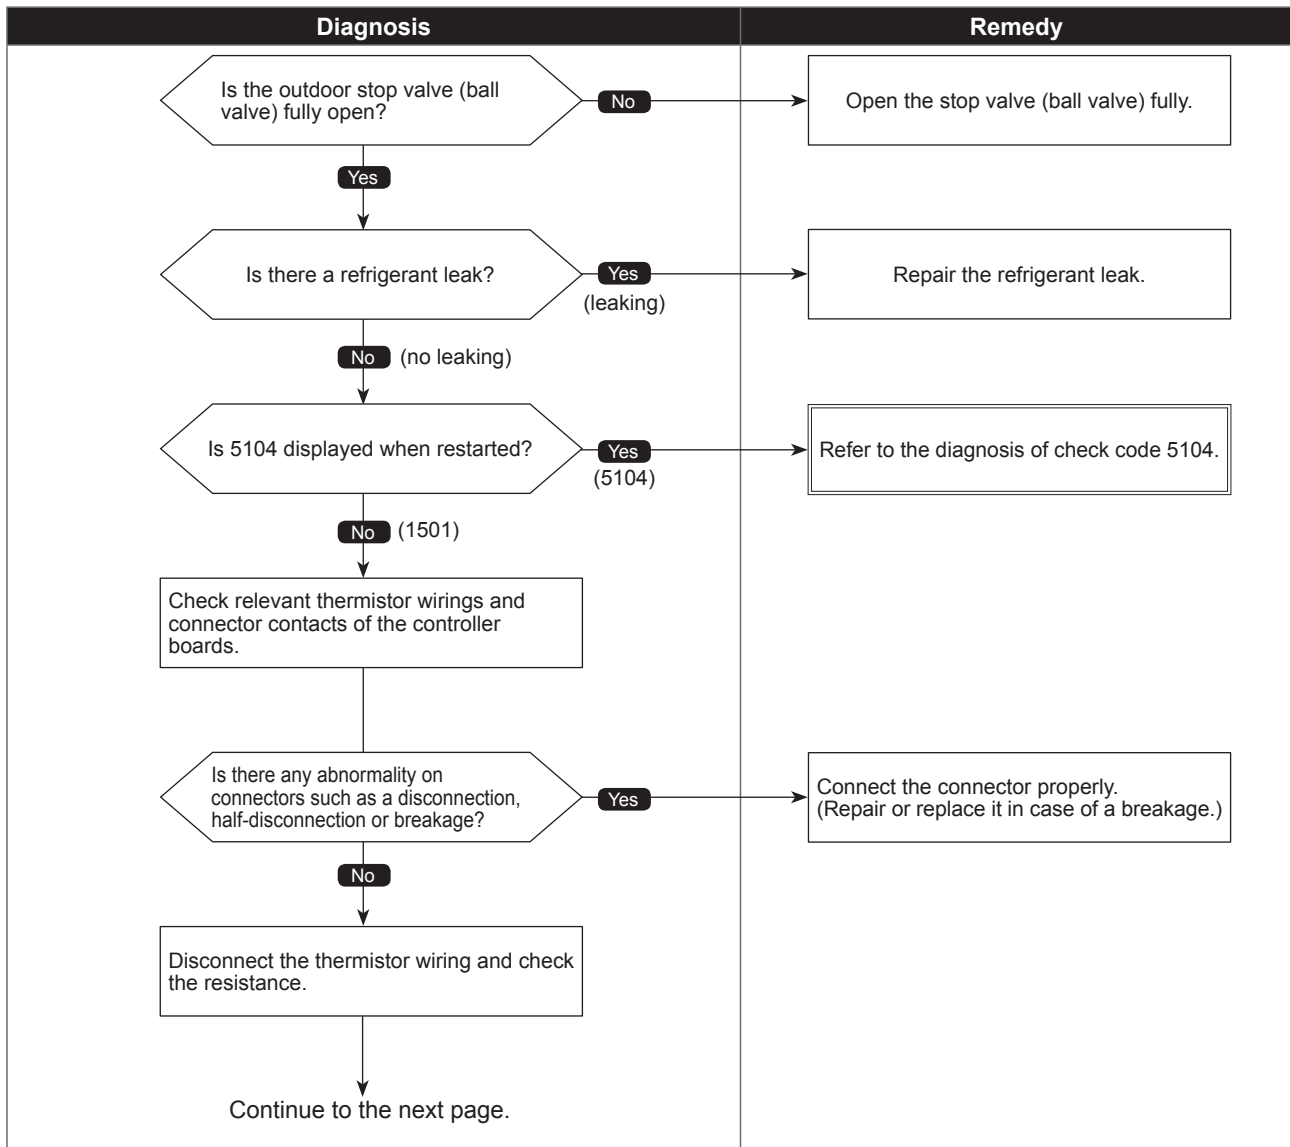 Diagnosis
Remedy
Is the outdoor stop valve (ball
valve) fully open?
No
Open the stop valve (ball valve) fully.
Yes
Is there a refrigerant leak?
Yes
(leaking)
Repair the refrigerant leak.
No (no leaking)
Is 5104 displayed when restarted?
Yes
(5104)
Refer to the diagnosis of check code 5104.
No (1501)
Check relevant thermistor wirings and
connector contacts of the controller
boards.
Is there any abnormality on
connectors such as a disconnection,
half-disconnection or breakage?
Yes
Connect the connector properly.
(Repair or replace it in case of a breakage.)
No
Disconnect the thermistor wiring and check
the resistance.
Continue to the next page.